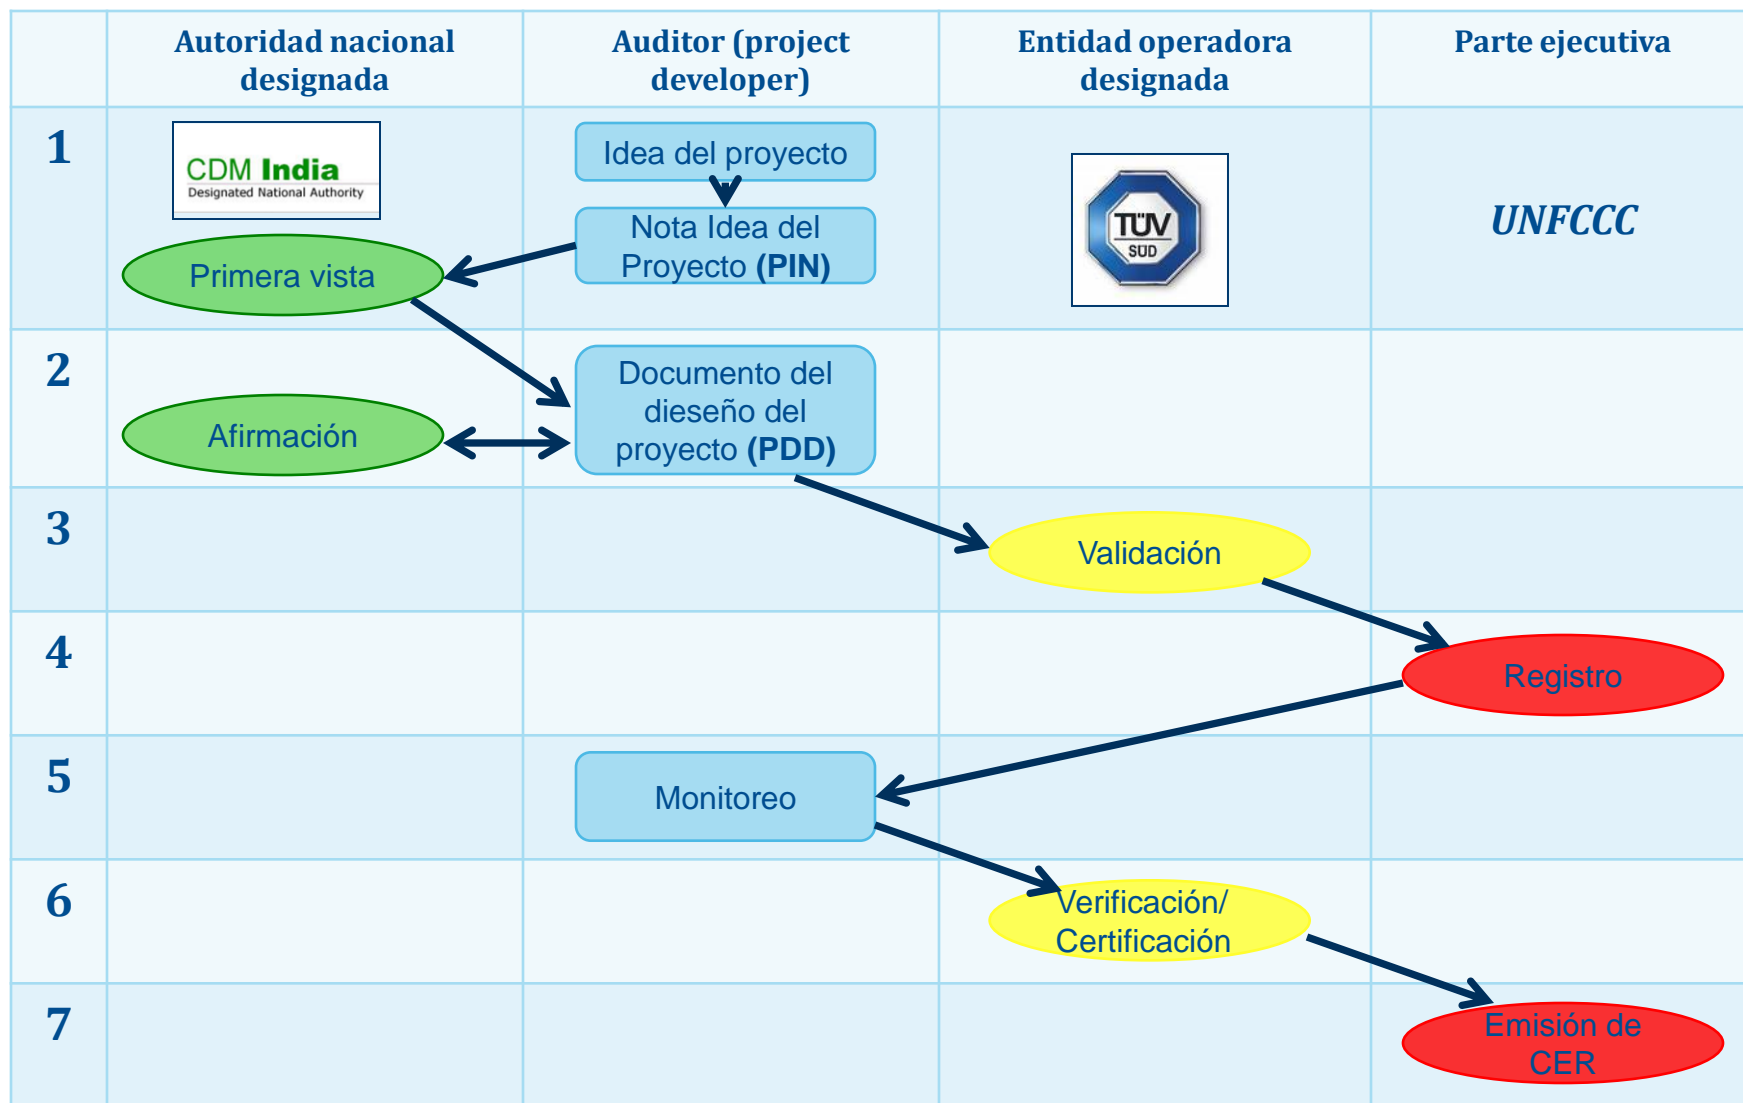 Autoridad nacional
designada
Auditor (project
developer)
Entidad operadora
designada
Parte ejecutiva
1
CDM India
Designated National Authority
Idea del proyecto
Nota Idea del
Proyecto (PIN)
Primera vista
TÜV
SÜD
UNFCCC
2
Documento del
dieseño del
proyecto (PDD)
Afirmación
3
Validación
4
Registro
5
Monitoreo
6
Verificación/
Certificación
7
Emisión de
CER